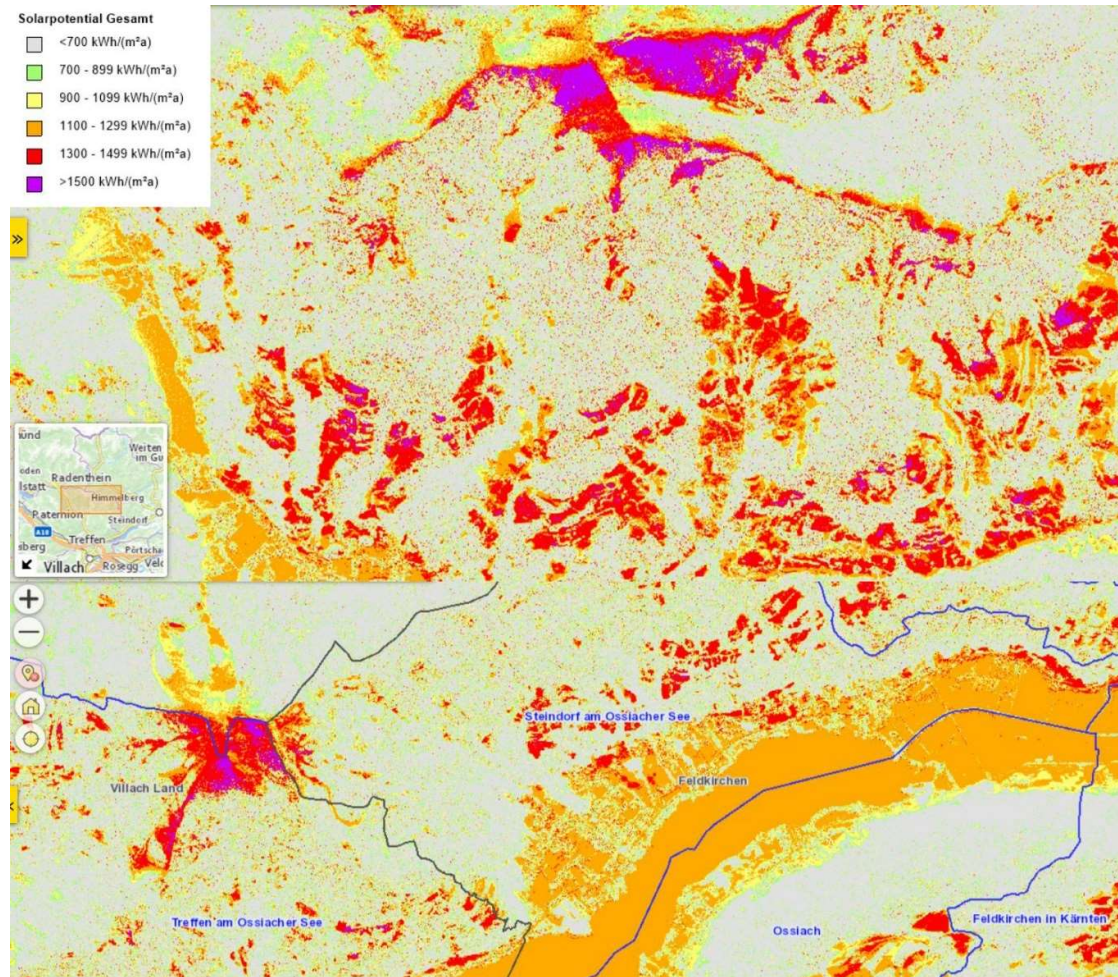 Solarpotential Gesamt
<700 kWh/(m²a)
700 - 899 kWh/(m²a)
900 - 1099 kWh/(m²a)
1100 - 1299 kWh/(m²a)
1300 - 1499 kWh/(m²a)
>1500 kWh/(m²a)
»
Weiten
im Gu
Radenthein
Himmelberg
Paternion
Steindorf
A10
Treffen
sberg
Pörtscha
Villach
Rosegg
Steindorf am Ossiacher See
Feldkirchen
Villach Land
Treffen am Ossiacher See
Ossiach
Feldkirchen in Kärnten